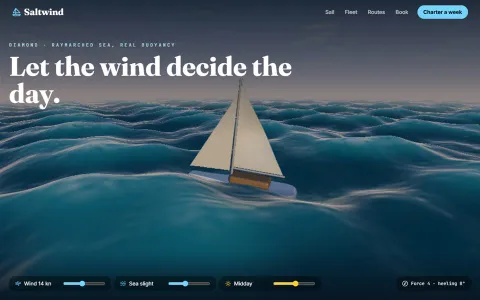 Saltwind
Sail
Fleet
Routes
Book
Charter a week
DIAMOND · RAYMARCHED SEA, REAL BUOYANCY
Let the wind decide the
day.
Wind 14 kn
Sea slight
Midday
Force 4 · heeling 8°